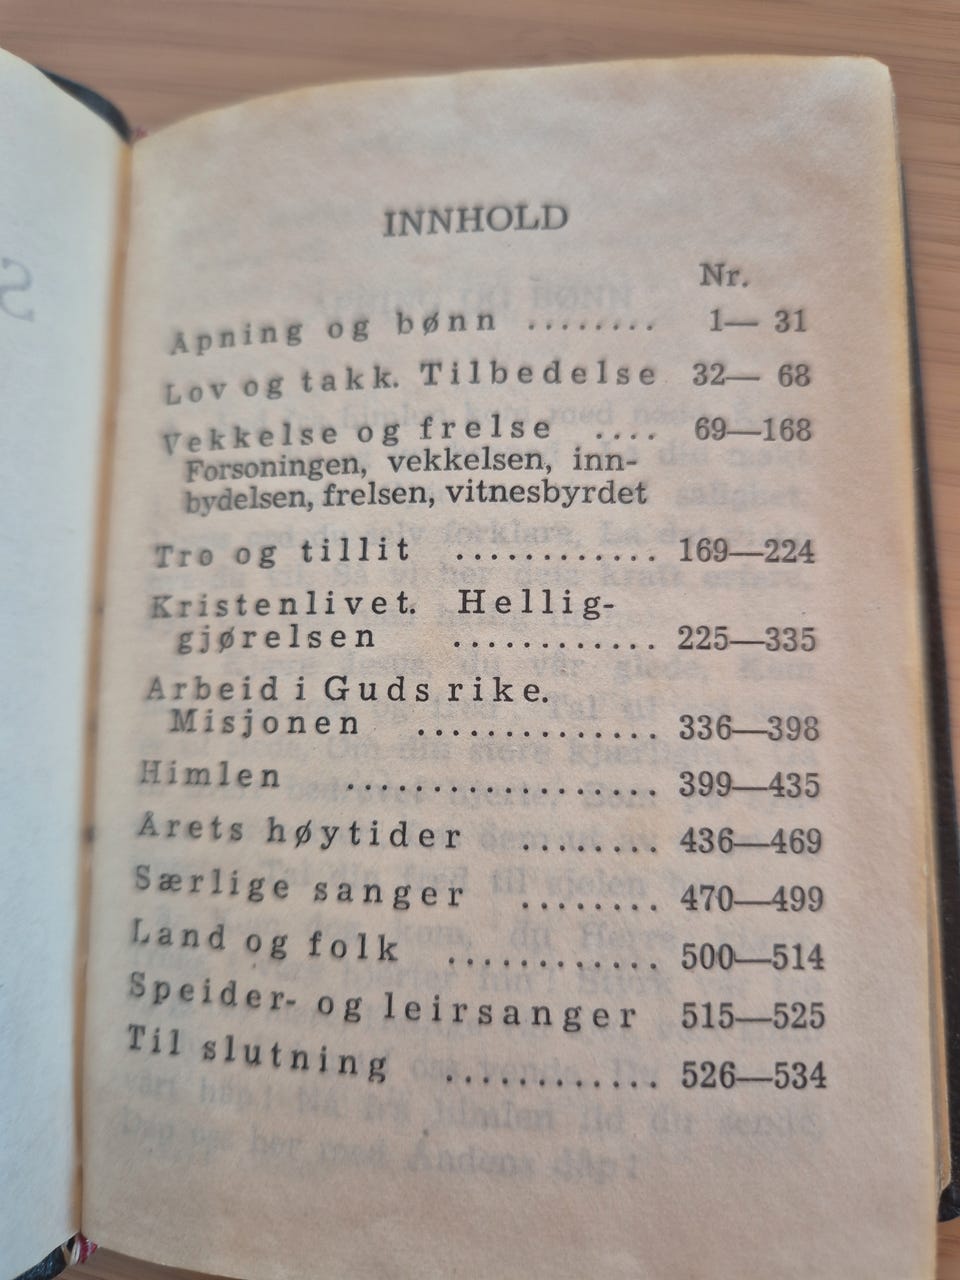 INNHOLD
Nr.
Åpning og bønn ........ 1— 31
Lov og takk. Tilbedelse 32— 68
Vekkelse og frelse .... 69—168
Forsoningen, vekkelsen, inn-
bydelsen, frelsen, vitnesbyrdet
Tro og tillit ............ 169—224
Kristenlivet. Hellig-
gjørelsen ............ 225—335
Arbeid i Guds rike.
Misjonen .............. 336—398
Himlen .................. 399—435
Årets høytider ........ 436—469
Særlige sanger ........ 470—499
Land og folk ............ 500—514
Speider- og leirsanger 515—525
Til slutning ............ 526—534